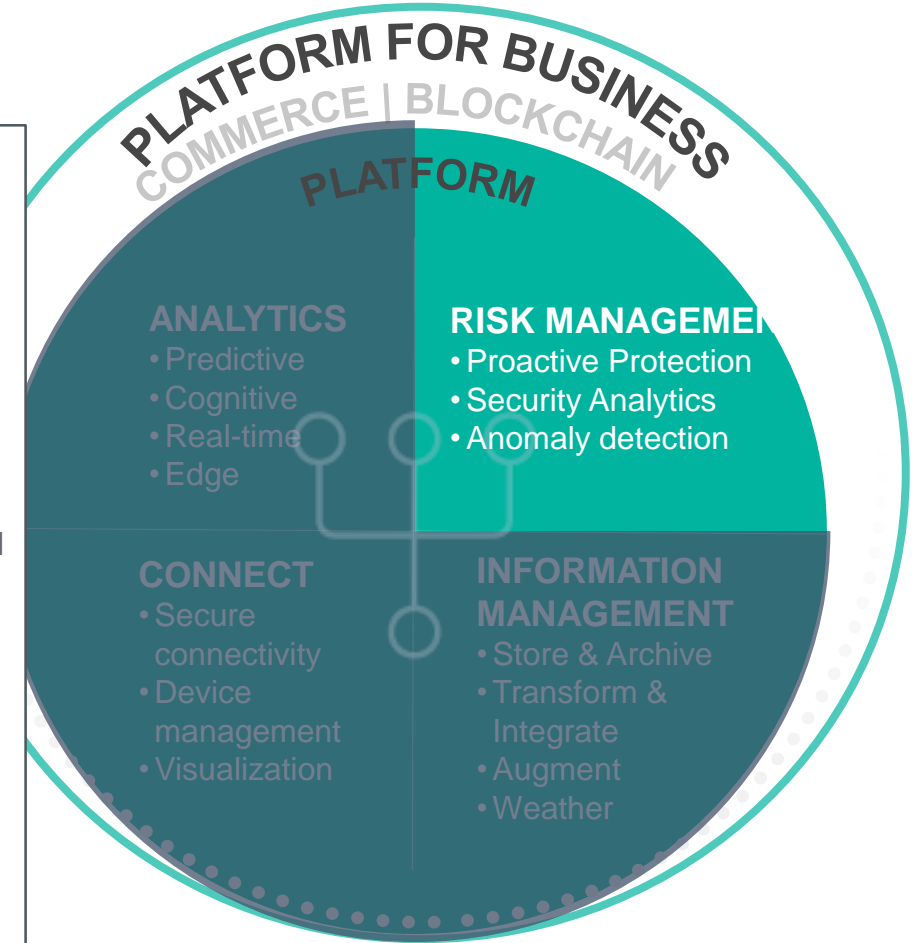 PLATFORM FOR BUSINESS
COMMERCE | BLOCKCHAIN
PLATFORM
ANALYTICS
• Predictive
• Cognitive
• Real-time
• Edge
RISK MANAGEMEN
• Proactive Protection
• Security Analytics
• Anomaly detection
CONNECT
• Secure
connectivity
• Device
management
• Visualization
INFORMATION
MANAGEMENT
• Store & Archive
• Transform &
Integrate
• Augment
• Weather